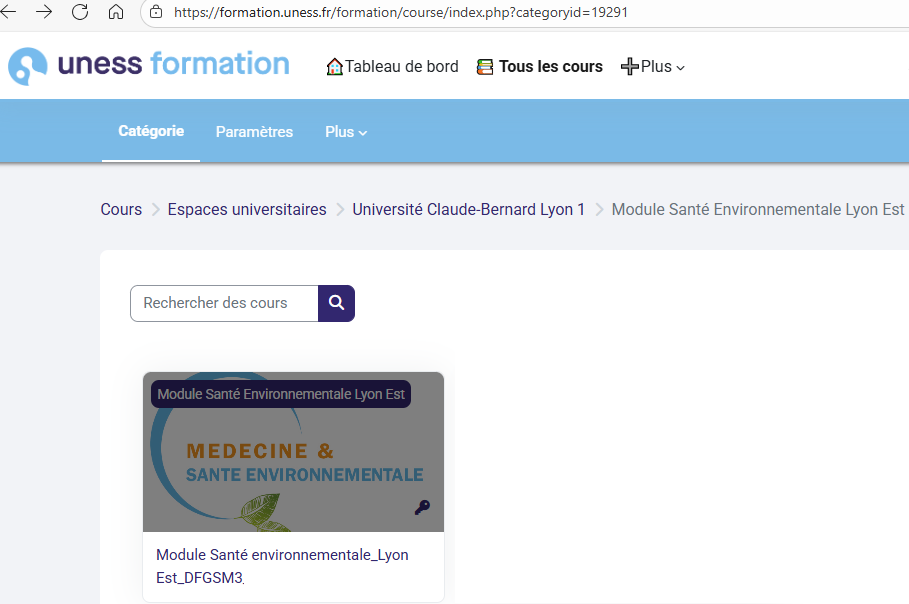 https://formation.uness.fr/formation/course/index.php?categoryid=19291
uness formation
Tableau de bord
Tous les cours
Plus
Catégorie
Paramètres
Plus
Cours
Espaces universitaires
Université Claude-Bernard Lyon 1
Module Santé Environnementale Lyon Est
Rechercher des cours
Module Santé Environnementale Lyon Est
MEDECINE &
SANTE ENVIRONNEMENTALE
Module Santé environnementale_Lyon
Est_DFGSM3